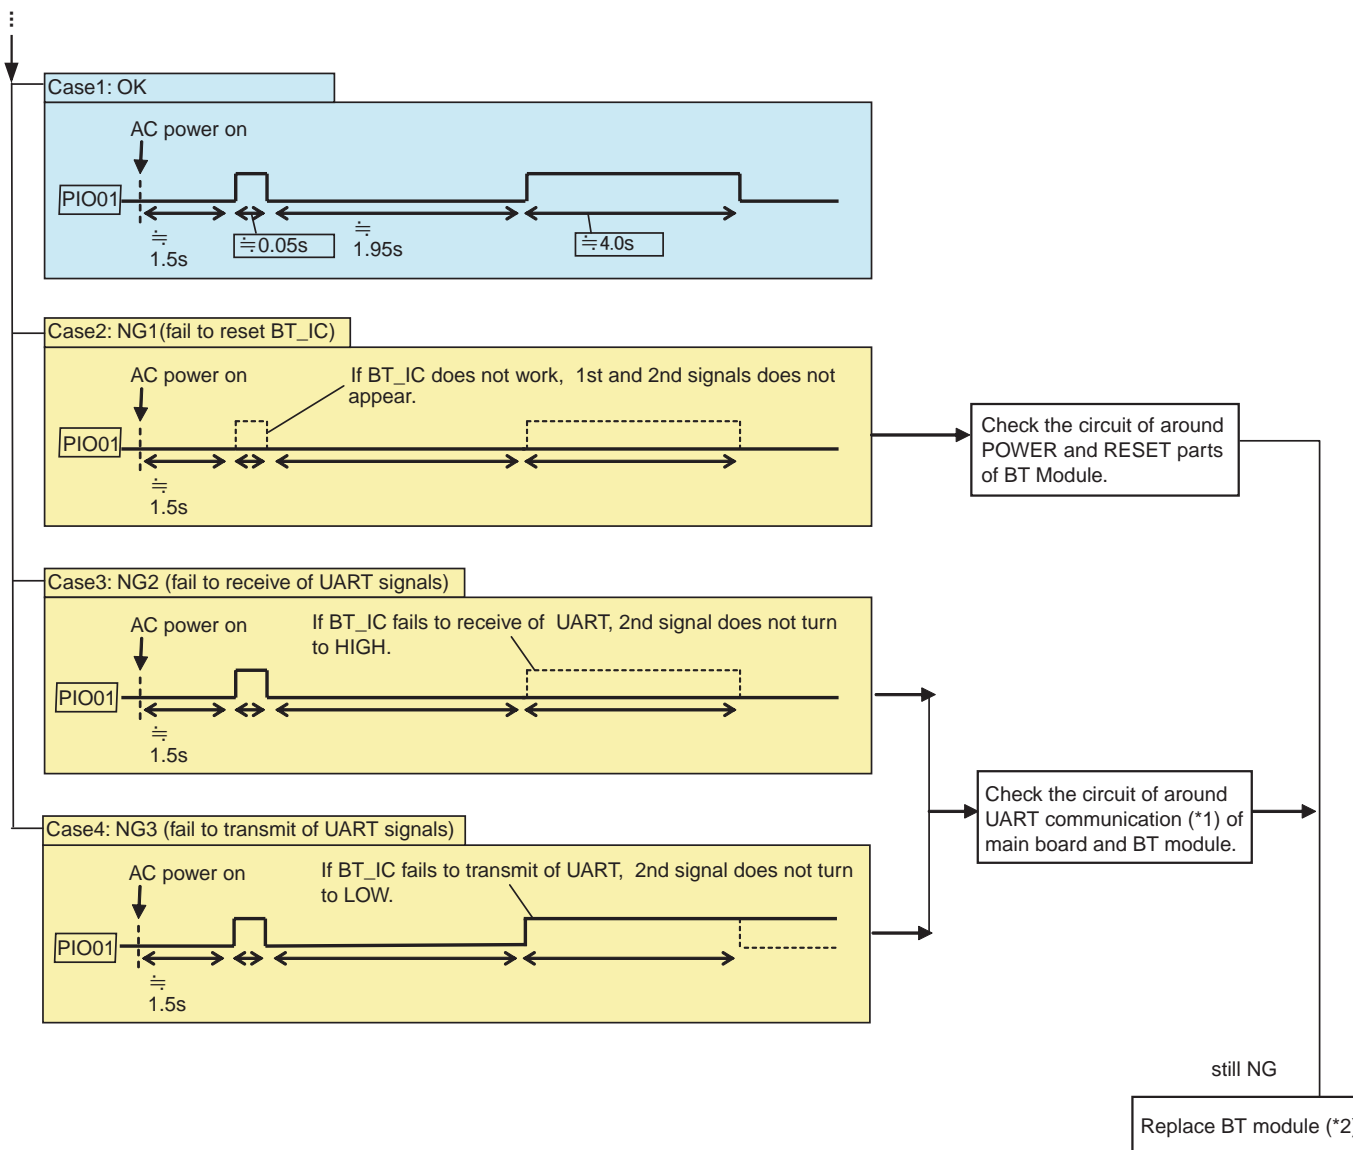 ⋮
Case1: OK
AC power on
PIO01
≒
1.5s
≒0.05s
≒
1.95s
≒4.0s
Case2: NG1(fail to reset BT_IC)
AC power on
If BT_IC does not work, 1st and 2nd signals does not
appear.
PIO01
≒
1.5s
Check the circuit of around
POWER and RESET parts
of BT Module.
Case3: NG2 (fail to receive of UART signals)
AC power on
If BT_IC fails to receive of UART, 2nd signal does not turn
to HIGH.
PIO01
≒
1.5s
Check the circuit of around
UART communication (*1) of
main board and BT module.
Case4: NG3 (fail to transmit of UART signals)
AC power on
If BT_IC fails to transmit of UART, 2nd signal does not turn
to LOW.
PIO01
≒
1.5s
still NG
Replace BT module (*2)